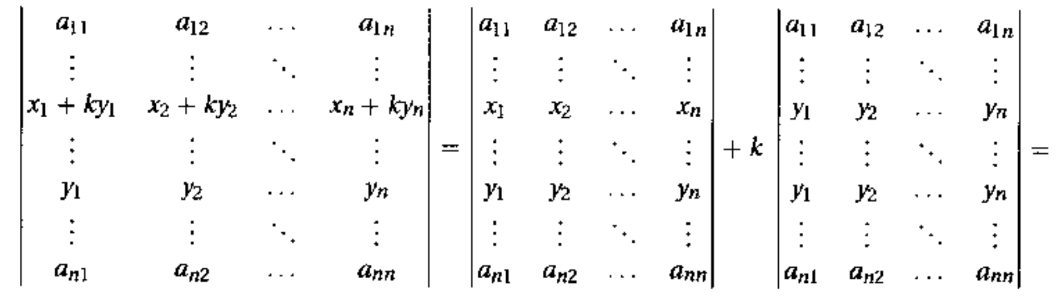 | a₁₁ a₁₂ … a₁ₙ | | a₁₁ a₁₂ … a₁ₙ | | a₁₁ a₁₂ … a₁ₙ |
| ⋮ ⋮ ⋱ ⋮ | | ⋮ ⋮ ⋱ ⋮ | | ⋮ ⋮ ⋱ ⋮ |
| x₁ + ky₁ x₂ + ky₂ … xₙ + kyₙ | | x₁ x₂ … xₙ | | y₁ y₂ … yₙ |
| ⋮ ⋮ ⋱ ⋮ | = | ⋮ ⋮ ⋱ ⋮ | + k | ⋮ ⋮ ⋱ ⋮ | =
| y₁ y₂ … yₙ | | y₁ y₂ … yₙ | | y₁ y₂ … yₙ |
| ⋮ ⋮ ⋱ ⋮ | | ⋮ ⋮ ⋱ ⋮ | | ⋮ ⋮ ⋱ ⋮ |
| aₙ₁ aₙ₂ … aₙₙ | | aₙ₁ aₙ₂ … aₙₙ | | aₙ₁ aₙ₂ … aₙₙ |